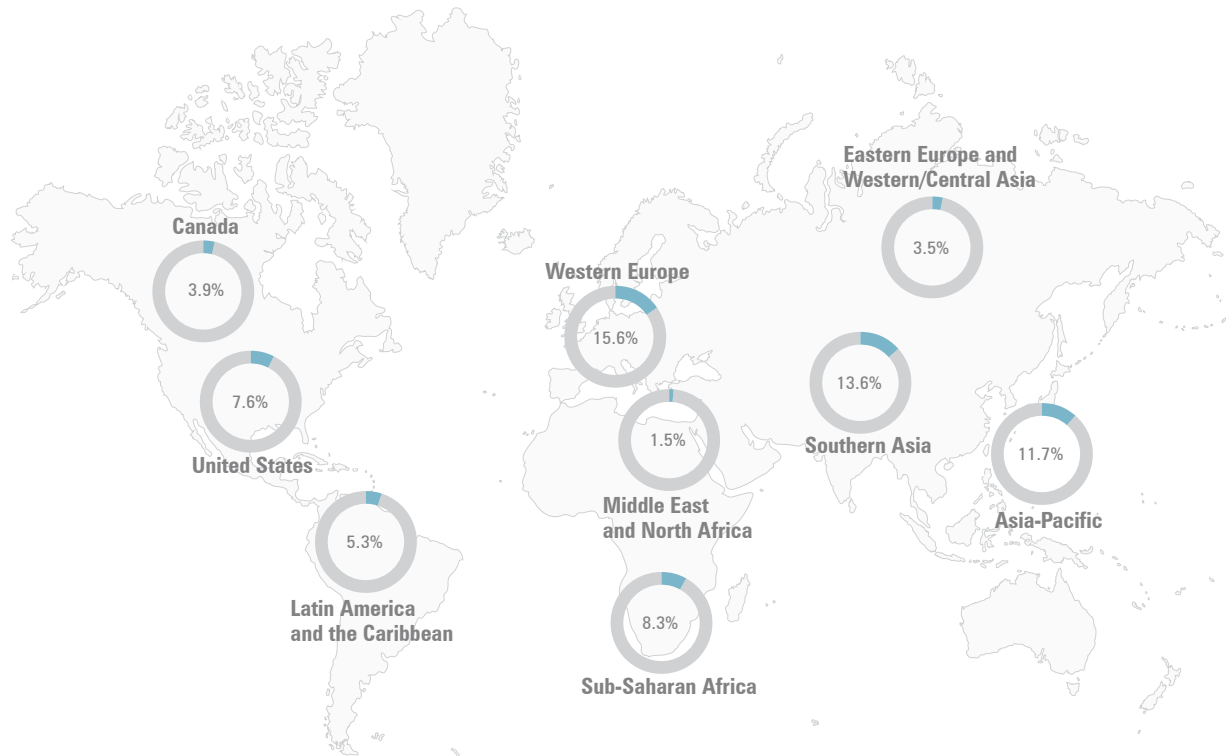 Eastern Europe and
Western/Central Asia
3.5%
Canada
3.9%
Western Europe
15.6%
7.6%
United States
13.6%
Southern Asia
1.5%
Middle East
and North Africa
11.7%
Asia-Pacific
5.3%
Latin America
and the Caribbean
8.3%
Sub-Saharan Africa